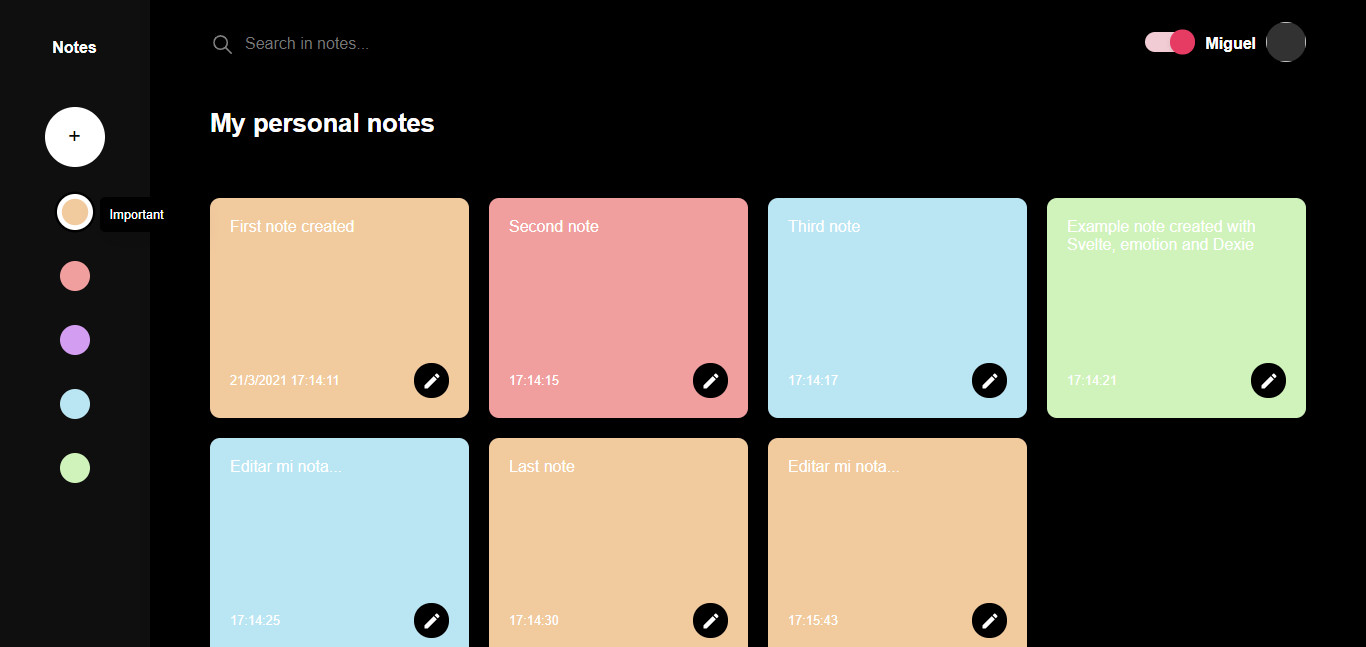 Notes
Search in notes...
Miguel
My personal notes
+
Important
First note created
21/3/2021 17:14:11
Second note
17:14:15
Third note
17:14:17
Example note created with
Svelte, emotion and Dexie
17:14:21
Editar mi nota...
17:14:25
Last note
17:14:30
Editar mi nota...
17:15:43